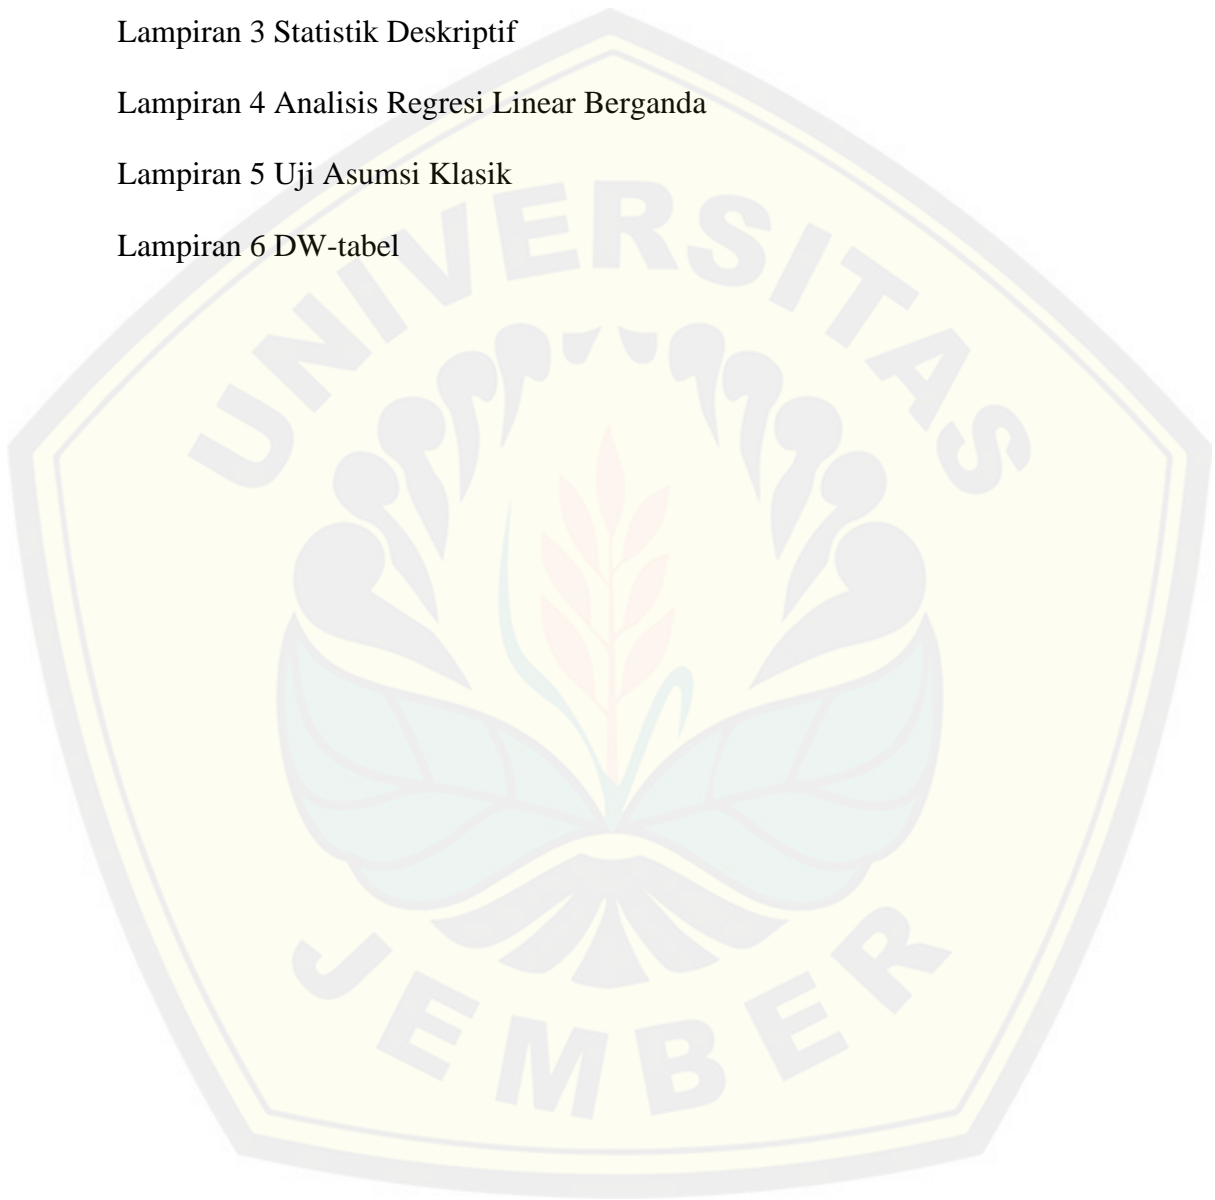 Lampiran 3 Statistik Deskriptif
Lampiran 4 Analisis Regresi Linear Berganda
Lampiran 5 Uji Asumsi Klasik
Lampiran 6 DW-tabel
UNIVERSITAS
JEMBER